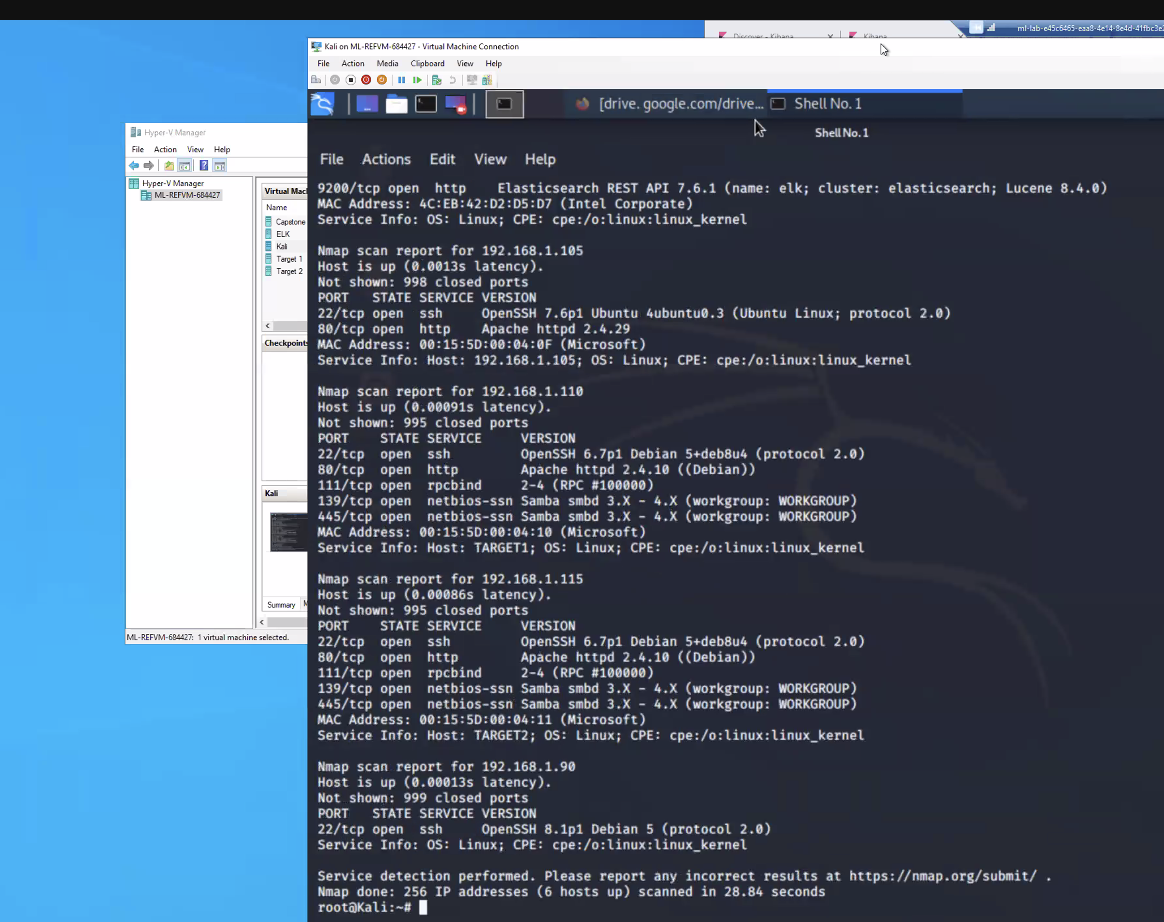 Discover - Kibana
Kibana
Kali on ML-REFVM-684427 - Virtual Machine Connection
File Action Media Clipboard View Help
[drive. google.com/drive...
Shell No. 1
Shell No.1
File Actions Edit View Help
Hyper-V Manager
File Action View Help
Hyper-V Manager
ML-REFVM-684427
Virtual Mac
Name
Capstone
ELK
Kali
Target 1
Target 2
Checkpoints
Kali
Summary
ML-REFVM-684427: 1 virtual machine selected.
9200/tcp open http Elasticsearch REST API 7.6.1 (name: elk; cluster: elasticsearch; Lucene 8.4.0)
MAC Address: 4C:EB:42:D2:D5:D7 (Intel Corporate)
Service Info: OS: Linux; CPE: cpe:/o:linux:linux_kernel
Nmap scan report for 192.168.1.105
Host is up (0.0013s latency).
Not shown: 998 closed ports
PORT STATE SERVICE VERSION
22/tcp open ssh OpenSSH 7.6p1 Ubuntu 4ubuntu0.3 (Ubuntu Linux; protocol 2.0)
80/tcp open http Apache httpd 2.4.29
MAC Address: 00:15:5D:00:04:0F (Microsoft)
Service Info: Host: 192.168.1.105; OS: Linux; CPE: cpe:/o:linux:linux_kernel
Nmap scan report for 192.168.1.110
Host is up (0.00091s latency).
Not shown: 995 closed ports
PORT STATE SERVICE VERSION
22/tcp open ssh OpenSSH 6.7p1 Debian 5+deb8u4 (protocol 2.0)
80/tcp open http Apache httpd 2.4.10 ((Debian))
111/tcp open rpcbind 2-4 (RPC #100000)
139/tcp open netbios-ssn Samba smbd 3.X - 4.X (workgroup: WORKGROUP)
445/tcp open netbios-ssn Samba smbd 3.X - 4.X (workgroup: WORKGROUP)
MAC Address: 00:15:5D:00:04:10 (Microsoft)
Service Info: Host: TARGET1; OS: Linux; CPE: cpe:/o:linux:linux_kernel
Nmap scan report for 192.168.1.115
Host is up (0.00086s latency).
Not shown: 995 closed ports
PORT STATE SERVICE VERSION
22/tcp open ssh OpenSSH 6.7p1 Debian 5+deb8u4 (protocol 2.0)
80/tcp open http Apache httpd 2.4.10 ((Debian))
111/tcp open rpcbind 2-4 (RPC #100000)
139/tcp open netbios-ssn Samba smbd 3.X - 4.X (workgroup: WORKGROUP)
445/tcp open netbios-ssn Samba smbd 3.X - 4.X (workgroup: WORKGROUP)
MAC Address: 00:15:5D:00:04:11 (Microsoft)
Service Info: Host: TARGET2; OS: Linux; CPE: cpe:/o:linux:linux_kernel
Nmap scan report for 192.168.1.90
Host is up (0.00013s latency).
Not shown: 999 closed ports
PORT STATE SERVICE VERSION
22/tcp open ssh OpenSSH 8.1p1 Debian 5 (protocol 2.0)
Service Info: OS: Linux; CPE: cpe:/o:linux:linux_kernel
Service detection performed. Please report any incorrect results at https://nmap.org/submit/ .
Nmap done: 256 IP addresses (6 hosts up) scanned in 28.84 seconds
root@Kali:~#